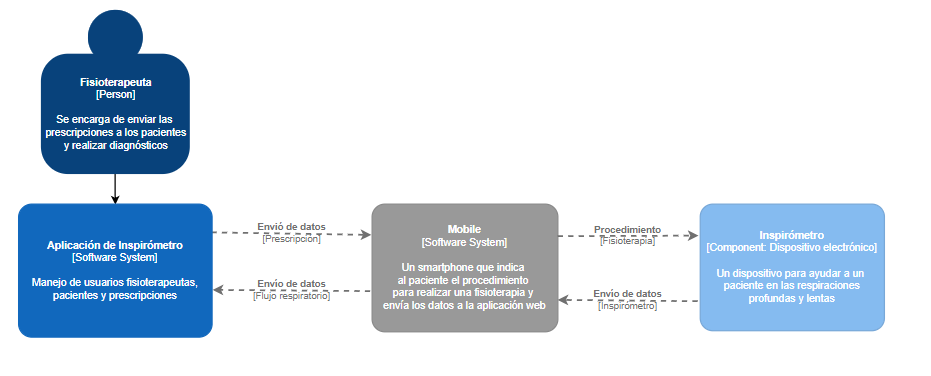 Fisioterapeuta
[Person]
Se encarga de enviar las
prescripciones a los pacientes
y realizar diagnósticos
Aplicación de Inspirómetro
[Software System]
Manejo de usuarios fisioterapeutas,
pacientes y prescripciones
Envió de datos
[Prescripción]
Envio de datos
[Flujo respiratorio]
Mobile
[Software System]
Un smartphone que indica
al paciente el procedimiento
para realizar una fisioterapia y
envía los datos a la aplicación web
Procedimiento
[Fisioterapia]
Envio de datos
[Inspirómetro]
Inspirómetro
[Component: Dispositivo electrónico]
Un dispositivo para ayudar a un
paciente en las respiraciones
profundas y lentas